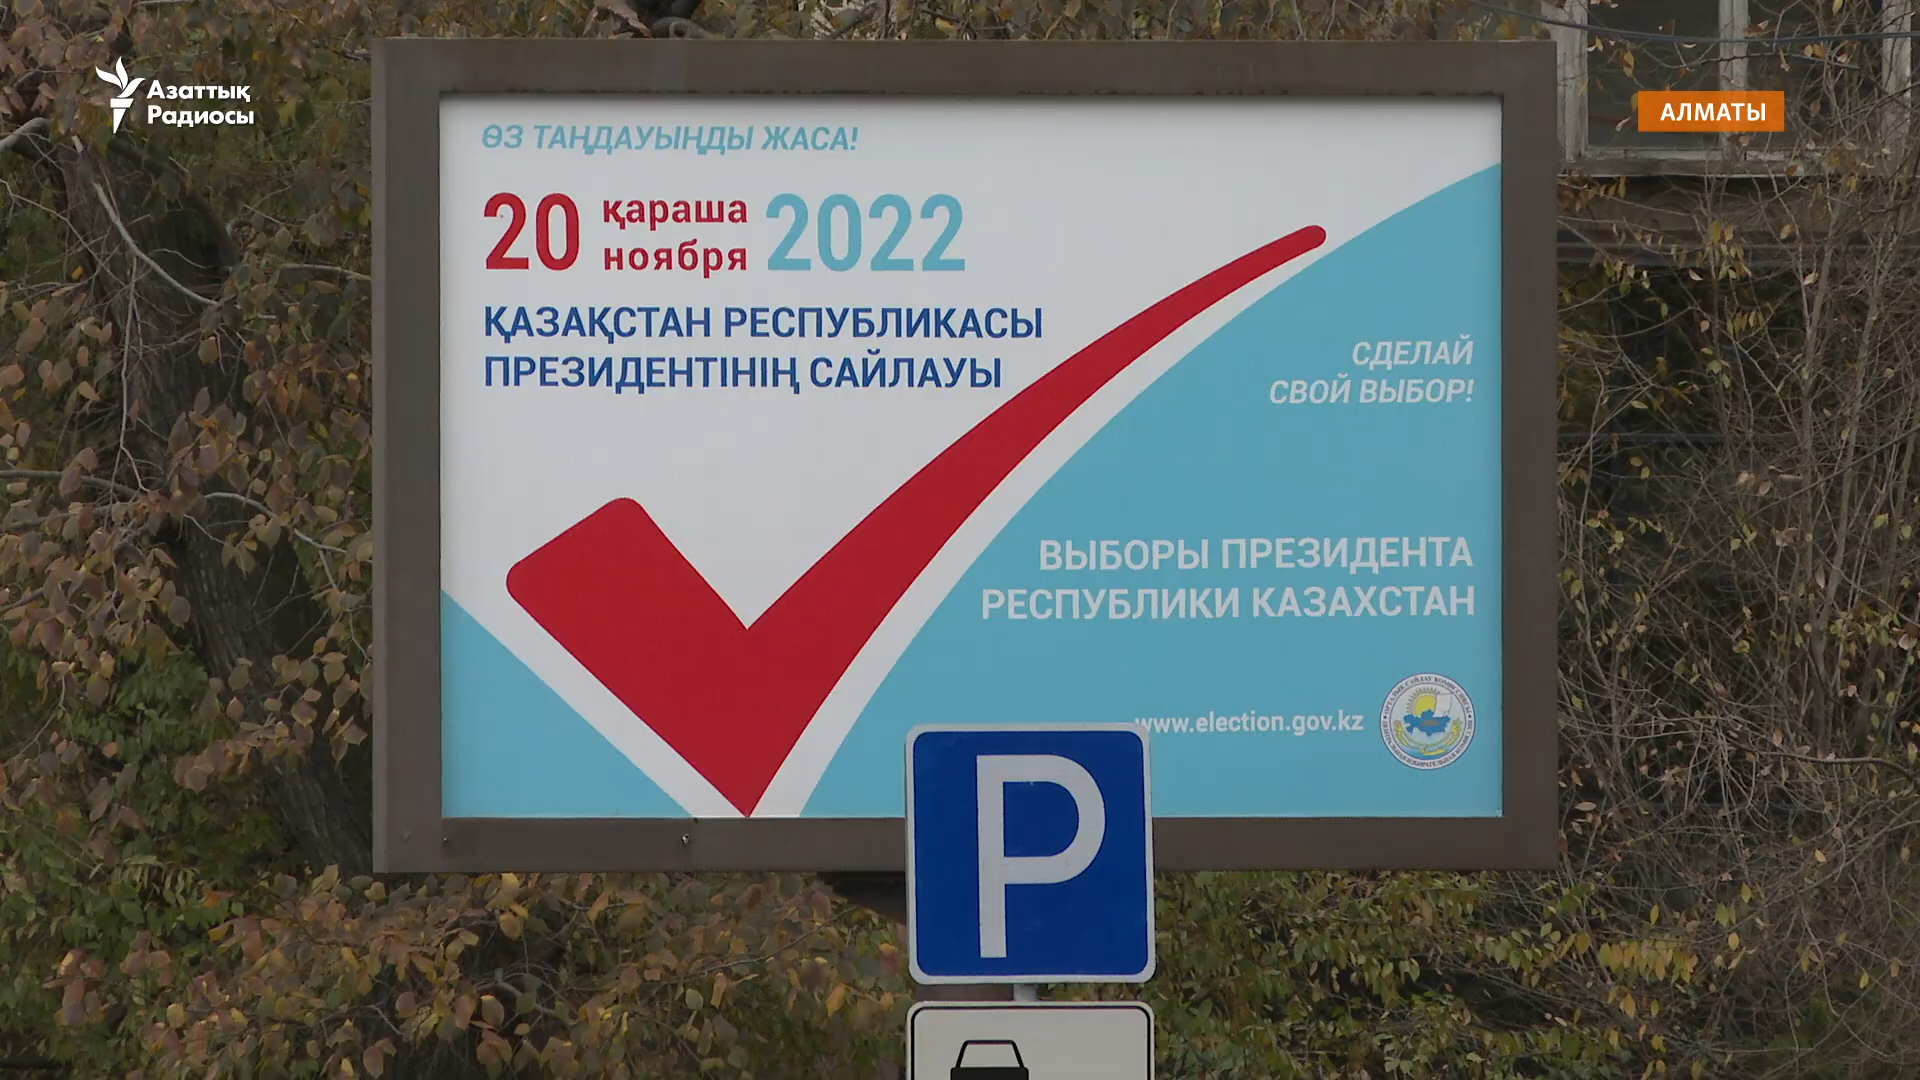 Азаттық
Радиосы
АЛМАТЫ
ӨЗ ТАҢДАУЫҢДЫ ЖАСА!
20 қараша 2022
ноября
ҚАЗАҚСТАН РЕСПУБЛИКАСЫ
ПРЕЗИДЕНТІНІҢ САЙЛАУЫ
СДЕЛАЙ
СВОЙ ВЫБОР!
ВЫБОРЫ ПРЕЗИДЕНТА
РЕСПУБЛИКИ КАЗАХСТАН
www.election.gov.kz
P